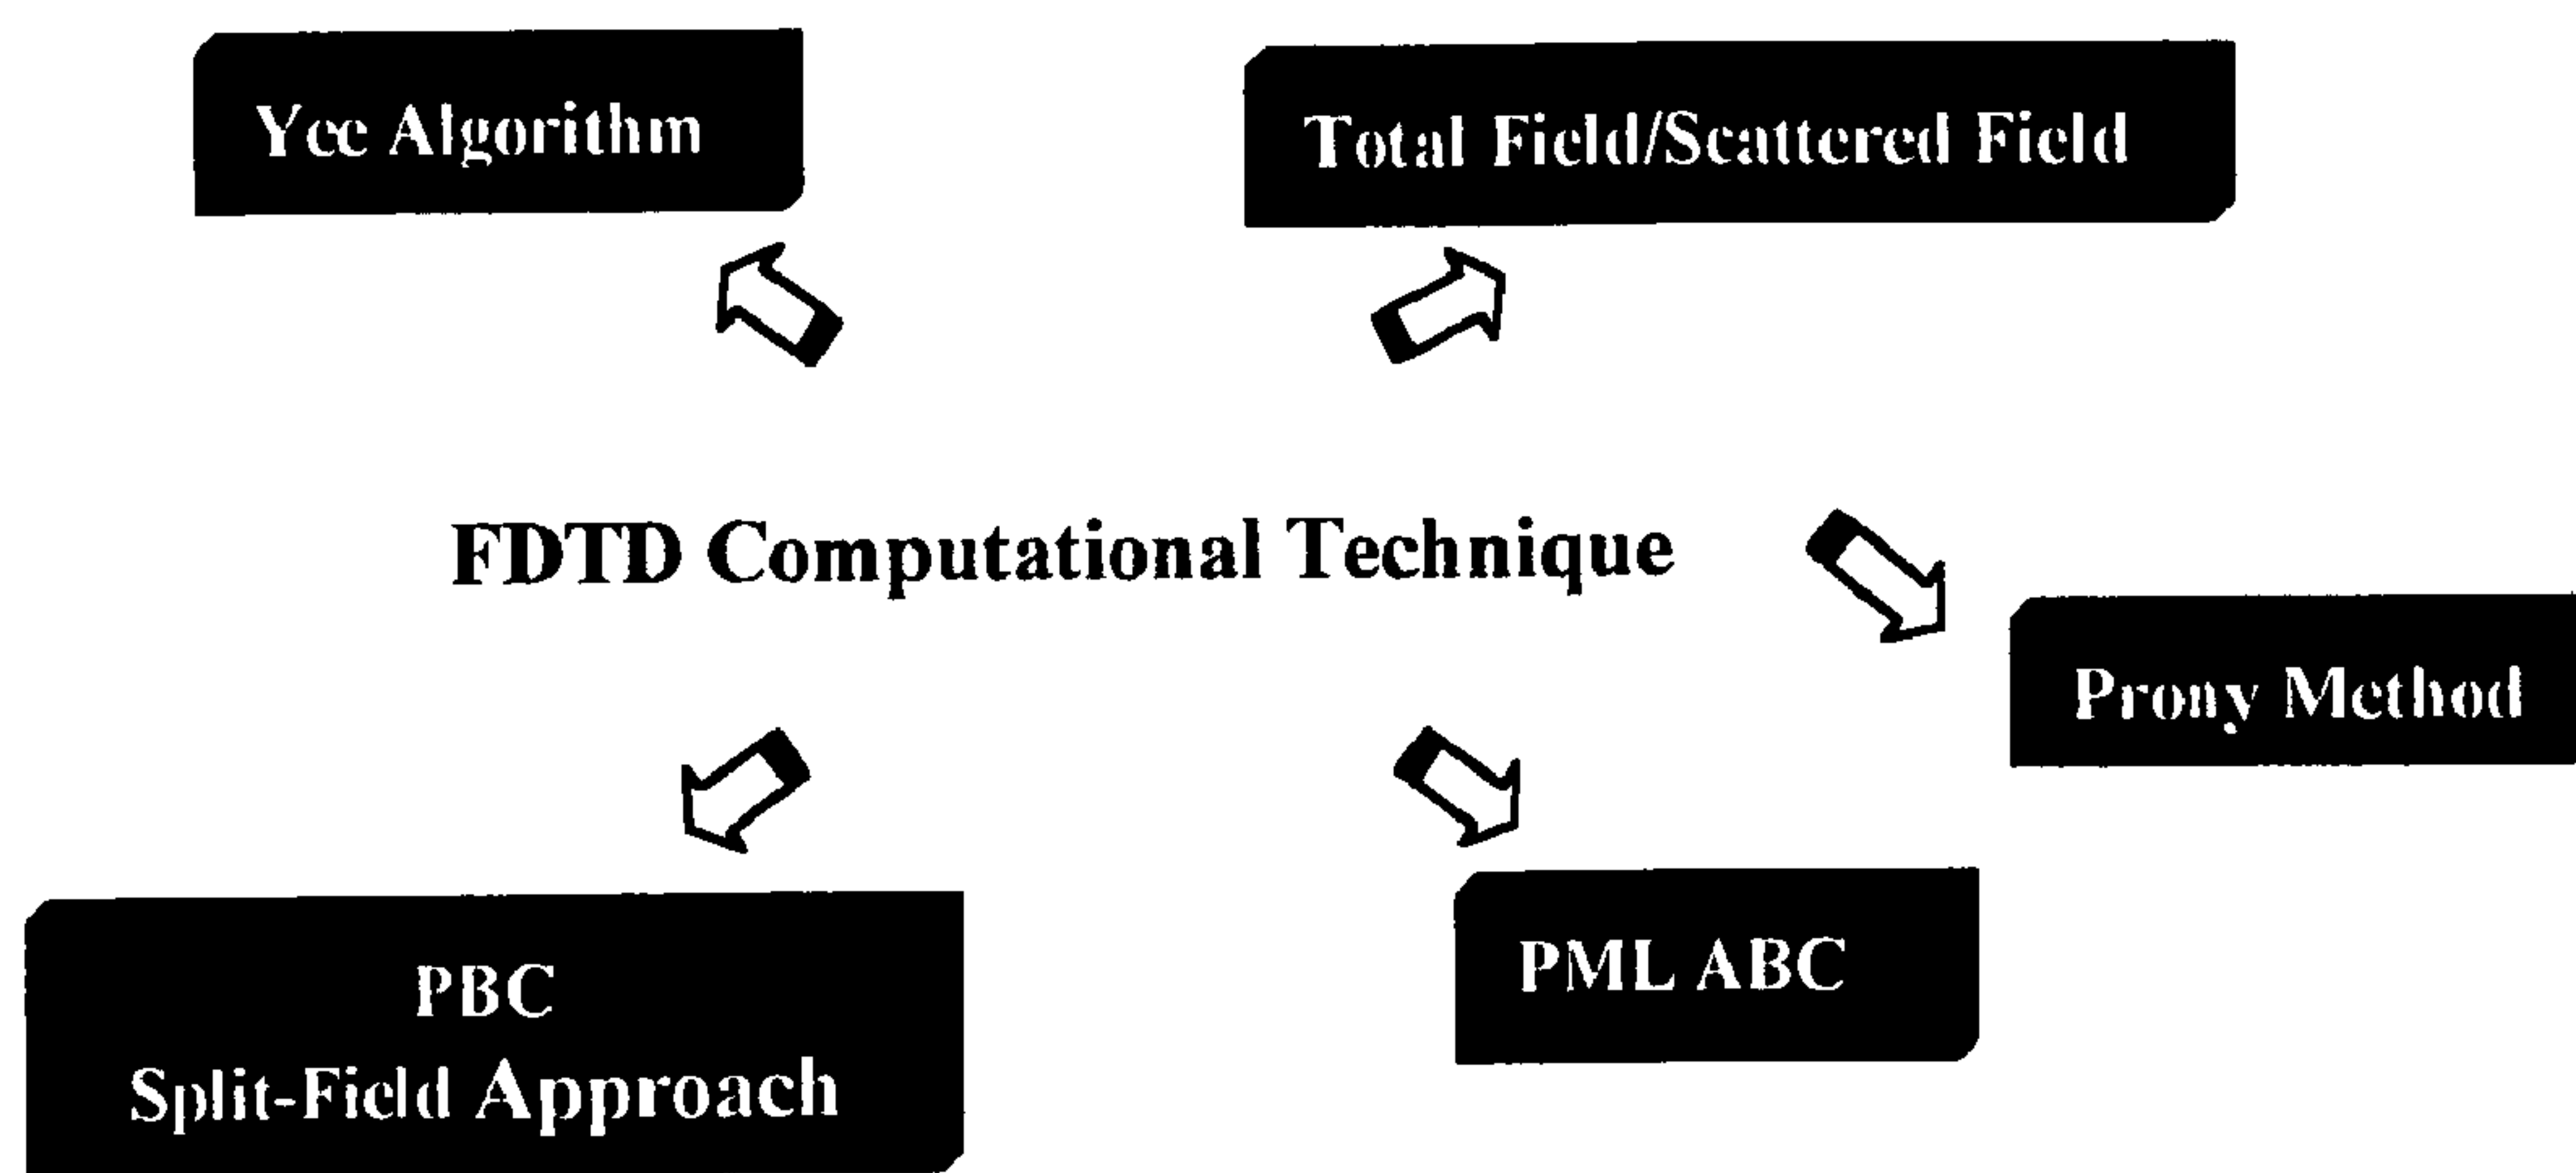 Yee Algorithm
Total Field/Scattered Field
FDTD Computational Technique
Prony Method
PBC
Split-Field Approach
PML ABC